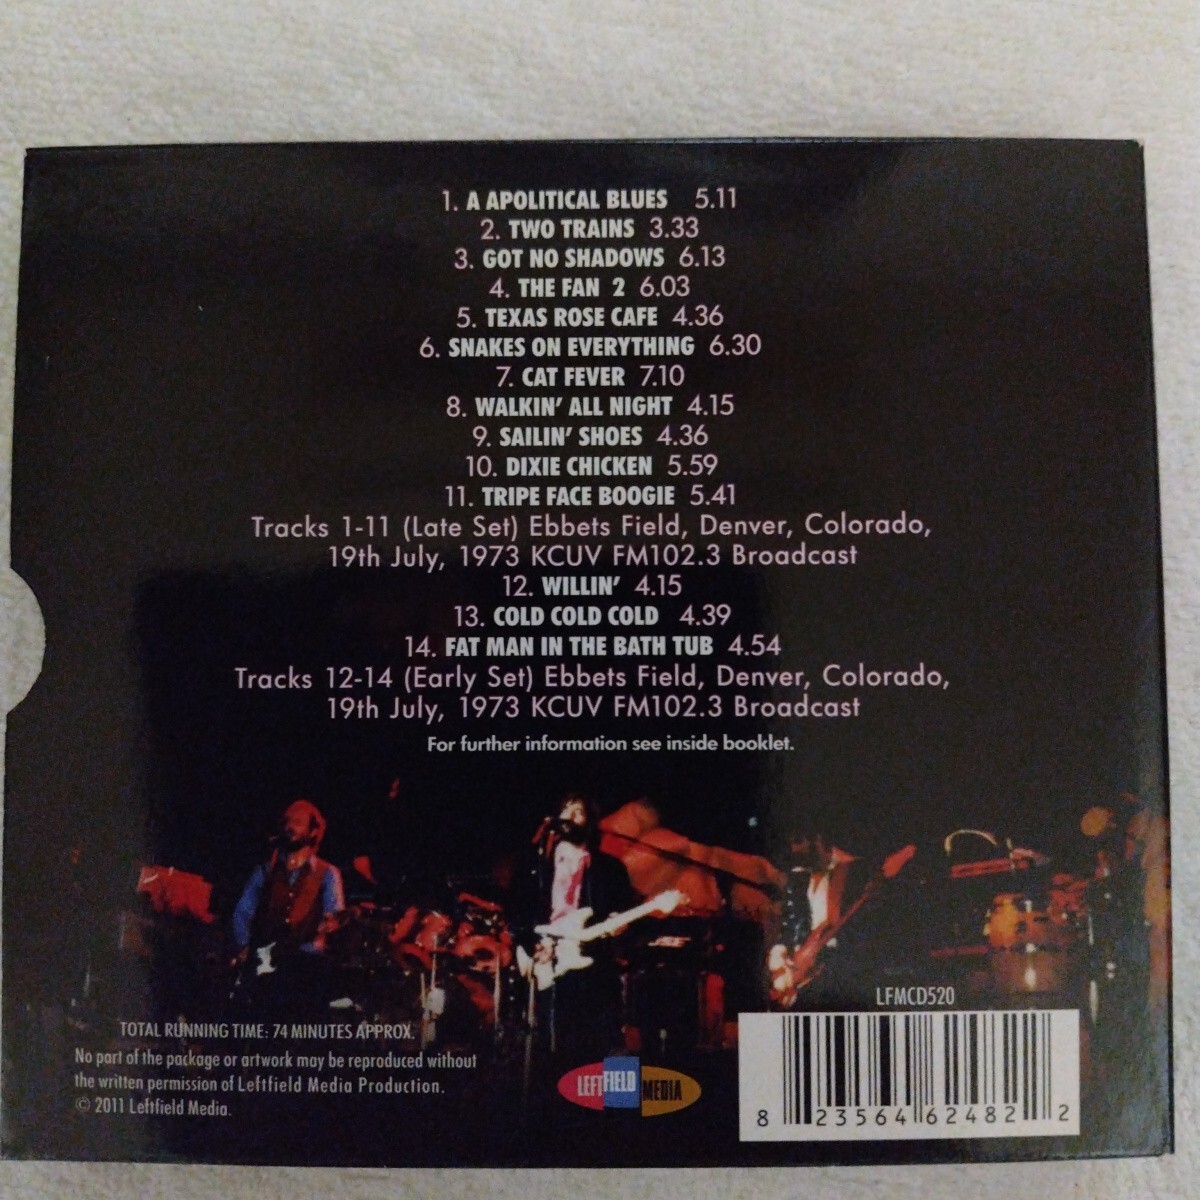 1. A APOLITICAL BLUES 5.11
2. TWO TRAINS 3.33
3. GOT NO SHADOWS 6.13
4. THE FAN 2 6.03
5. TEXAS ROSE CAFE 4.36
6. SNAKES ON EVERYTHING 6.30
7. CAT FEVER 7.10
8. WALKIN' ALL NIGHT 4.15
9. SAILIN' SHOES 4.36
10. DIXIE CHICKEN 5.59
11. TRIPE FACE BOOGIE 5.41
Tracks 1-11 (Late Set) Ebbets Field, Denver, Colorado,
19th July, 1973 KCUV FM102.3 Broadcast
12. WILLIN' 4.15
13. COLD COLD COLD 4.39
14. FAT MAN IN THE BATH TUB 4.54
Tracks 12-14 (Early Set) Ebbets Field, Denver, Colorado,
19th July, 1973 KCUV FM102.3 Broadcast
For further information see inside booklet.
TOTAL RUNNING TIME: 74 MINUTES APPROX.
No part of the package or artwork may be reproduced without
the written permission of Leftfield Media Production.
© 2011 Leftfield Media.
LEFTFIELD MEDIA
LFMCD520
8 23564 62482 2